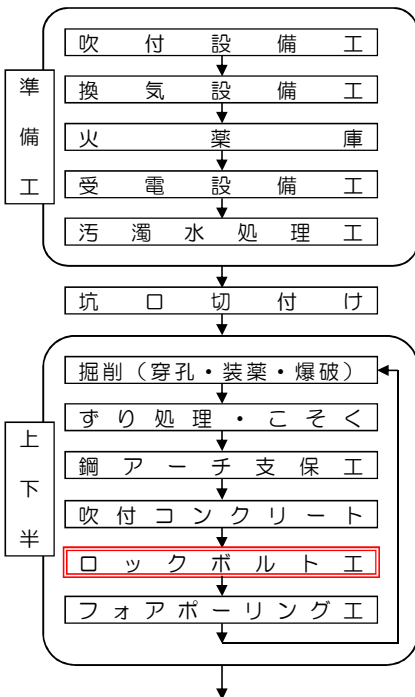 準備工
吹付設備工
換気設備工
火薬庫
受電設備工
汚濁水処理工
坑口切付け
上下半
掘削（穿孔・装薬・爆破）
ずり処理・こそく
鋼アーチ支保工
吹付コンクリート
ロックボルト工
フォアポーリング工